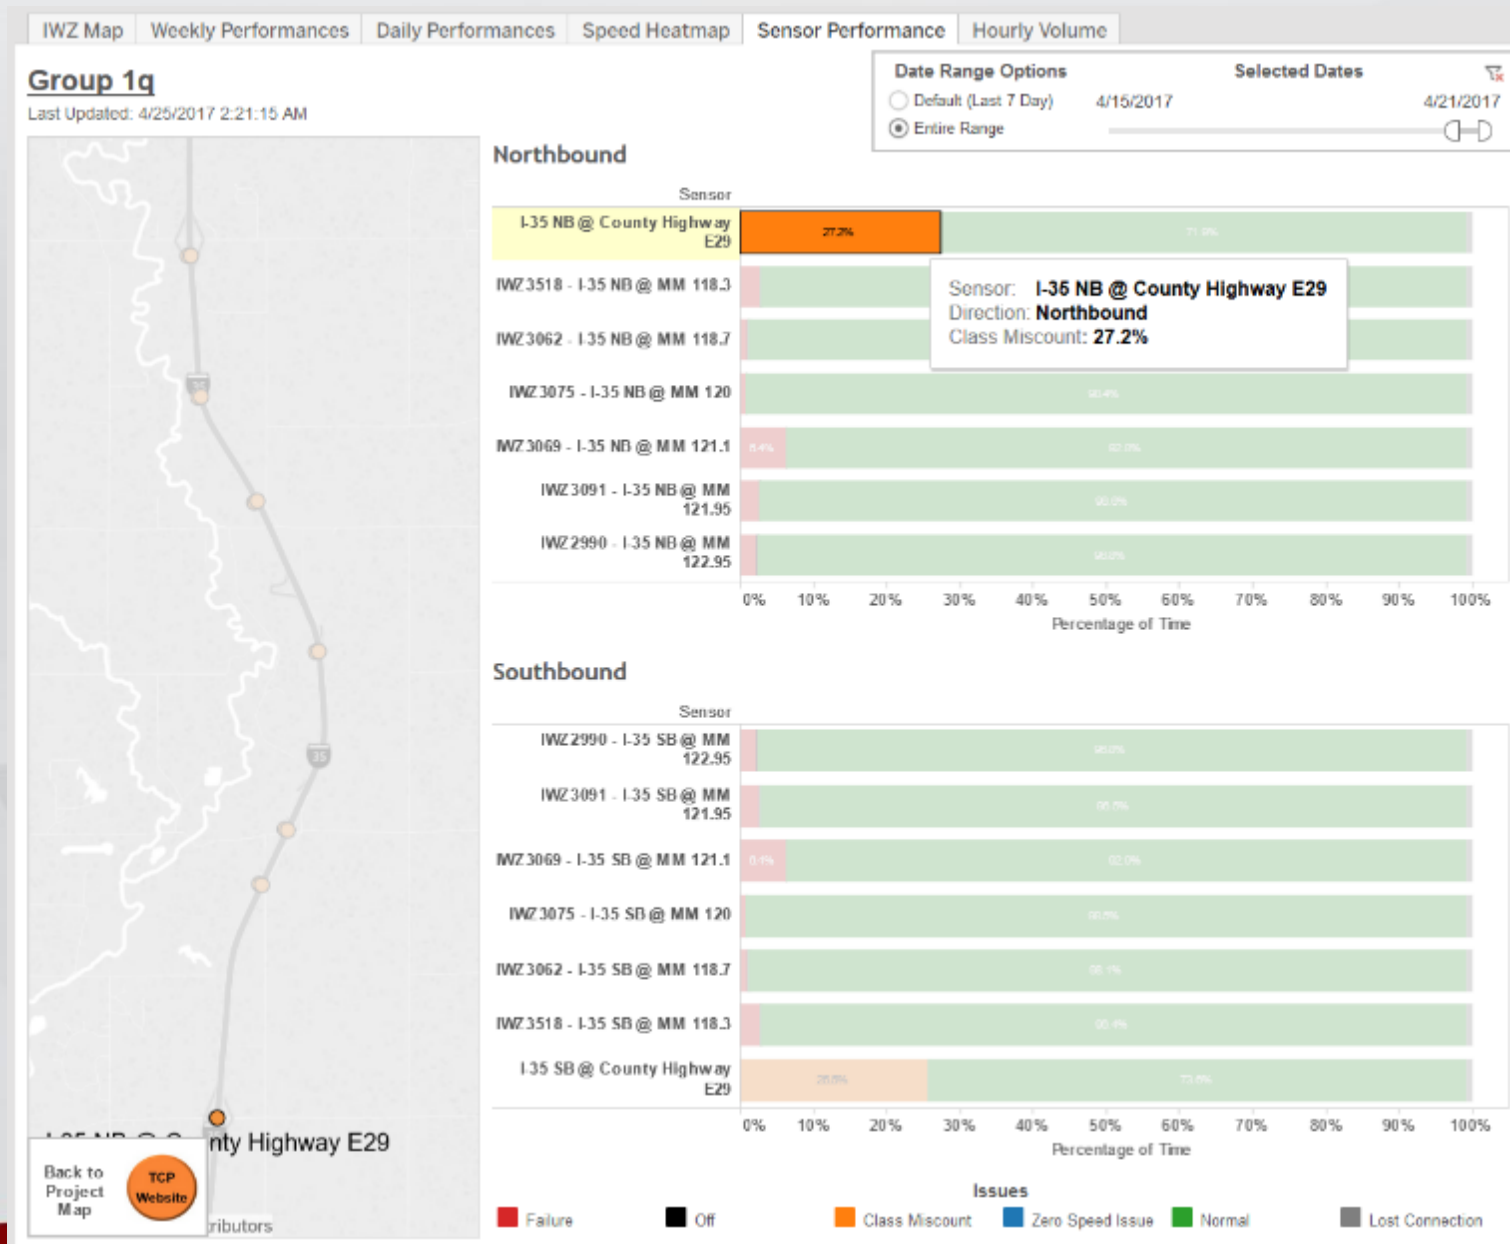 IWZ Map Weekly Performances Daily Performances Speed Heatmap Sensor Performance Hourly Volume
Group 1q
Last Updated: 4/25/2017 2:21:15 AM
Date Range Options Selected Dates
Default (Last 7 Day) 4/15/2017 4/21/2017
Entire Range
Northbound
Sensor
I-35 NB @ County Highway
E29
27.2% 71.9%
IWZ3518 - I-35 NB @ MM 118.3
Sensor: I-35 NB @ County Highway E29
Direction: Northbound
Class Miscount: 27.2%
IWZ3062 - I-35 NB @ MM 118.7
IWZ3075 - I-35 NB @ MM 120
IWZ3069 - I-35 NB @ MM 121.1
IWZ3091 - I-35 NB @ MM
121.95
IWZ2990 - I-35 NB @ MM
122.95
0% 10% 20% 30% 40% 50% 60% 70% 80% 90% 100%
Percentage of Time
Southbound
Sensor
IWZ2990 - I-35 SB @ MM
122.95
IWZ3091 - I-35 SB @ MM
121.95
IWZ3069 - I-35 SB @ MM 121.1
IWZ3075 - I-35 SB @ MM 120
IWZ3062 - I-35 SB @ MM 118.7
IWZ3518 - I-35 SB @ MM 118.3
I-35 SB @ County Highway
E29
0% 10% 20% 30% 40% 50% 60% 70% 80% 90% 100%
Percentage of Time
Issues
Failure Off Class Miscount Zero Speed Issue Normal Lost Connection
35
35
nty Highway E29
Back to
Project
Map
TCP
Website
ributors